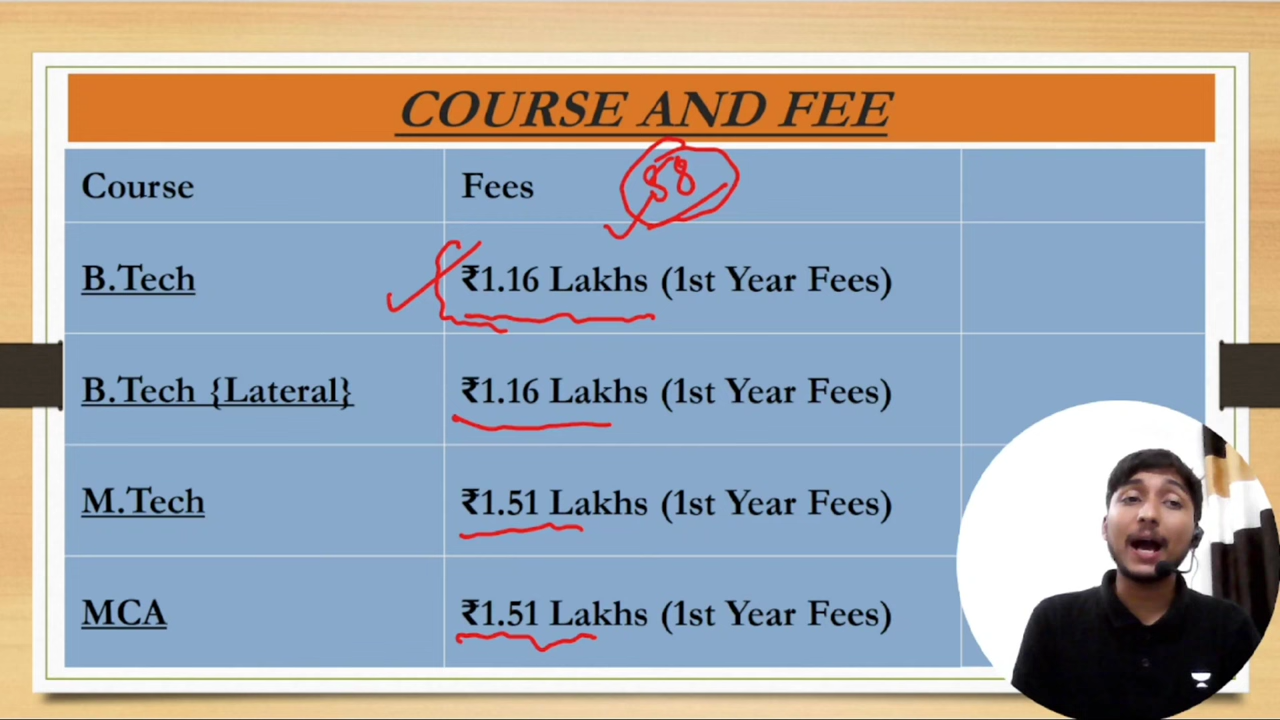 COURSE AND FEE
Course Fees 58
B.Tech ₹1.16 Lakhs (1st Year Fees)
B.Tech {Lateral} ₹1.16 Lakhs (1st Year Fees)
M.Tech ₹1.51 Lakhs (1st Year Fees)
MCA ₹1.51 Lakhs (1st Year Fees)